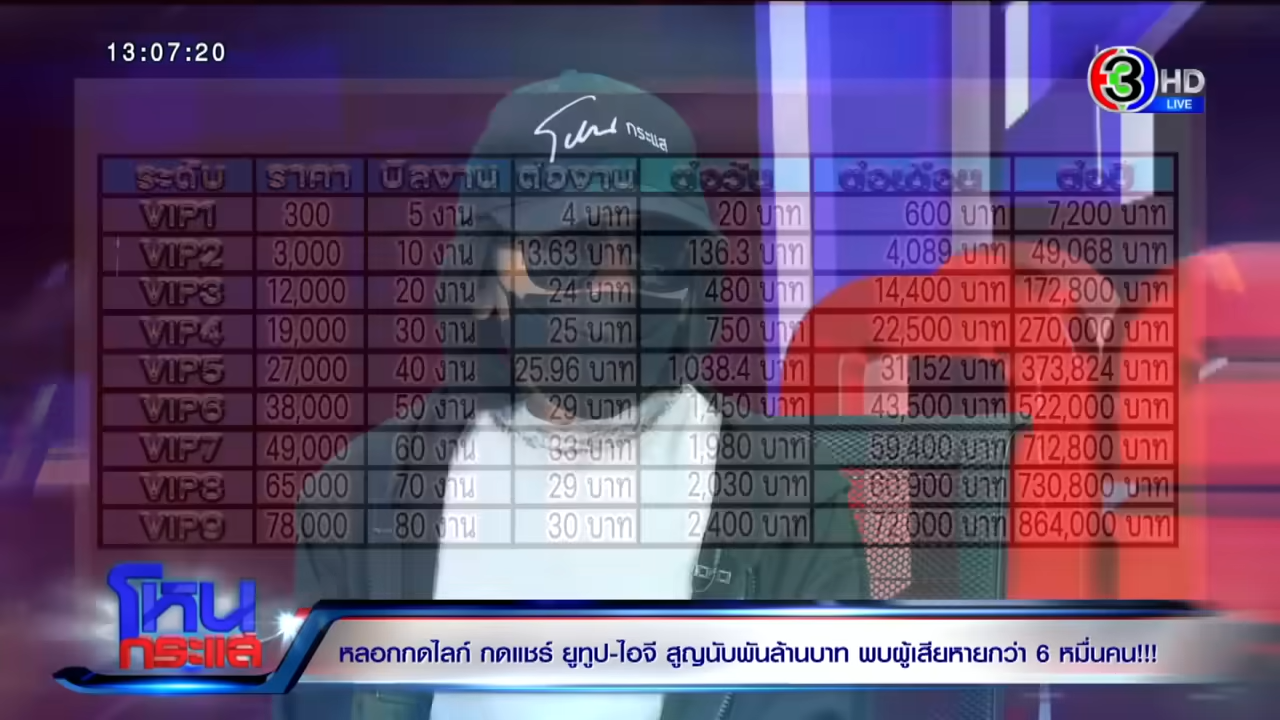 13:07:20
3 HD
LIVE
โหนกระแส
ระดับ ราคา บิลงาน ต่องาน ต่อวัน ต่อเดือน ต่อปี
VIP1 300 5 งาน 4 บาท 20 บาท 600 บาท 7,200 บาท
VIP2 3,000 10 งาน 13.63 บาท 136.3 บาท 4,089 บาท 49,068 บาท
VIP3 12,000 20 งาน 24 บาท 480 บาท 14,400 บาท 172,800 บาท
VIP4 19,000 30 งาน 25 บาท 750 บาท 22,500 บาท 270,000 บาท
VIP5 27,000 40 งาน 25.96 บาท 1,038.4 บาท 31,152 บาท 373,824 บาท
VIP6 38,000 50 งาน 29 บาท 1,450 บาท 43,500 บาท 522,000 บาท
VIP7 49,000 60 งาน 33 บาท 1,980 บาท 59,400 บาท 712,800 บาท
VIP8 65,000 70 งาน 29 บาท 2,030 บาท 60,900 บาท 730,800 บาท
VIP9 78,000 80 งาน 30 บาท 2,400 บาท 72,000 บาท 864,000 บาท
โหน
กระแส
หลอกกดไลก์ กดแชร์ ยูทูป-ไอจี สูญนับพันล้านบาท พบผู้เสียหายกว่า 6 หมื่นคน!!!